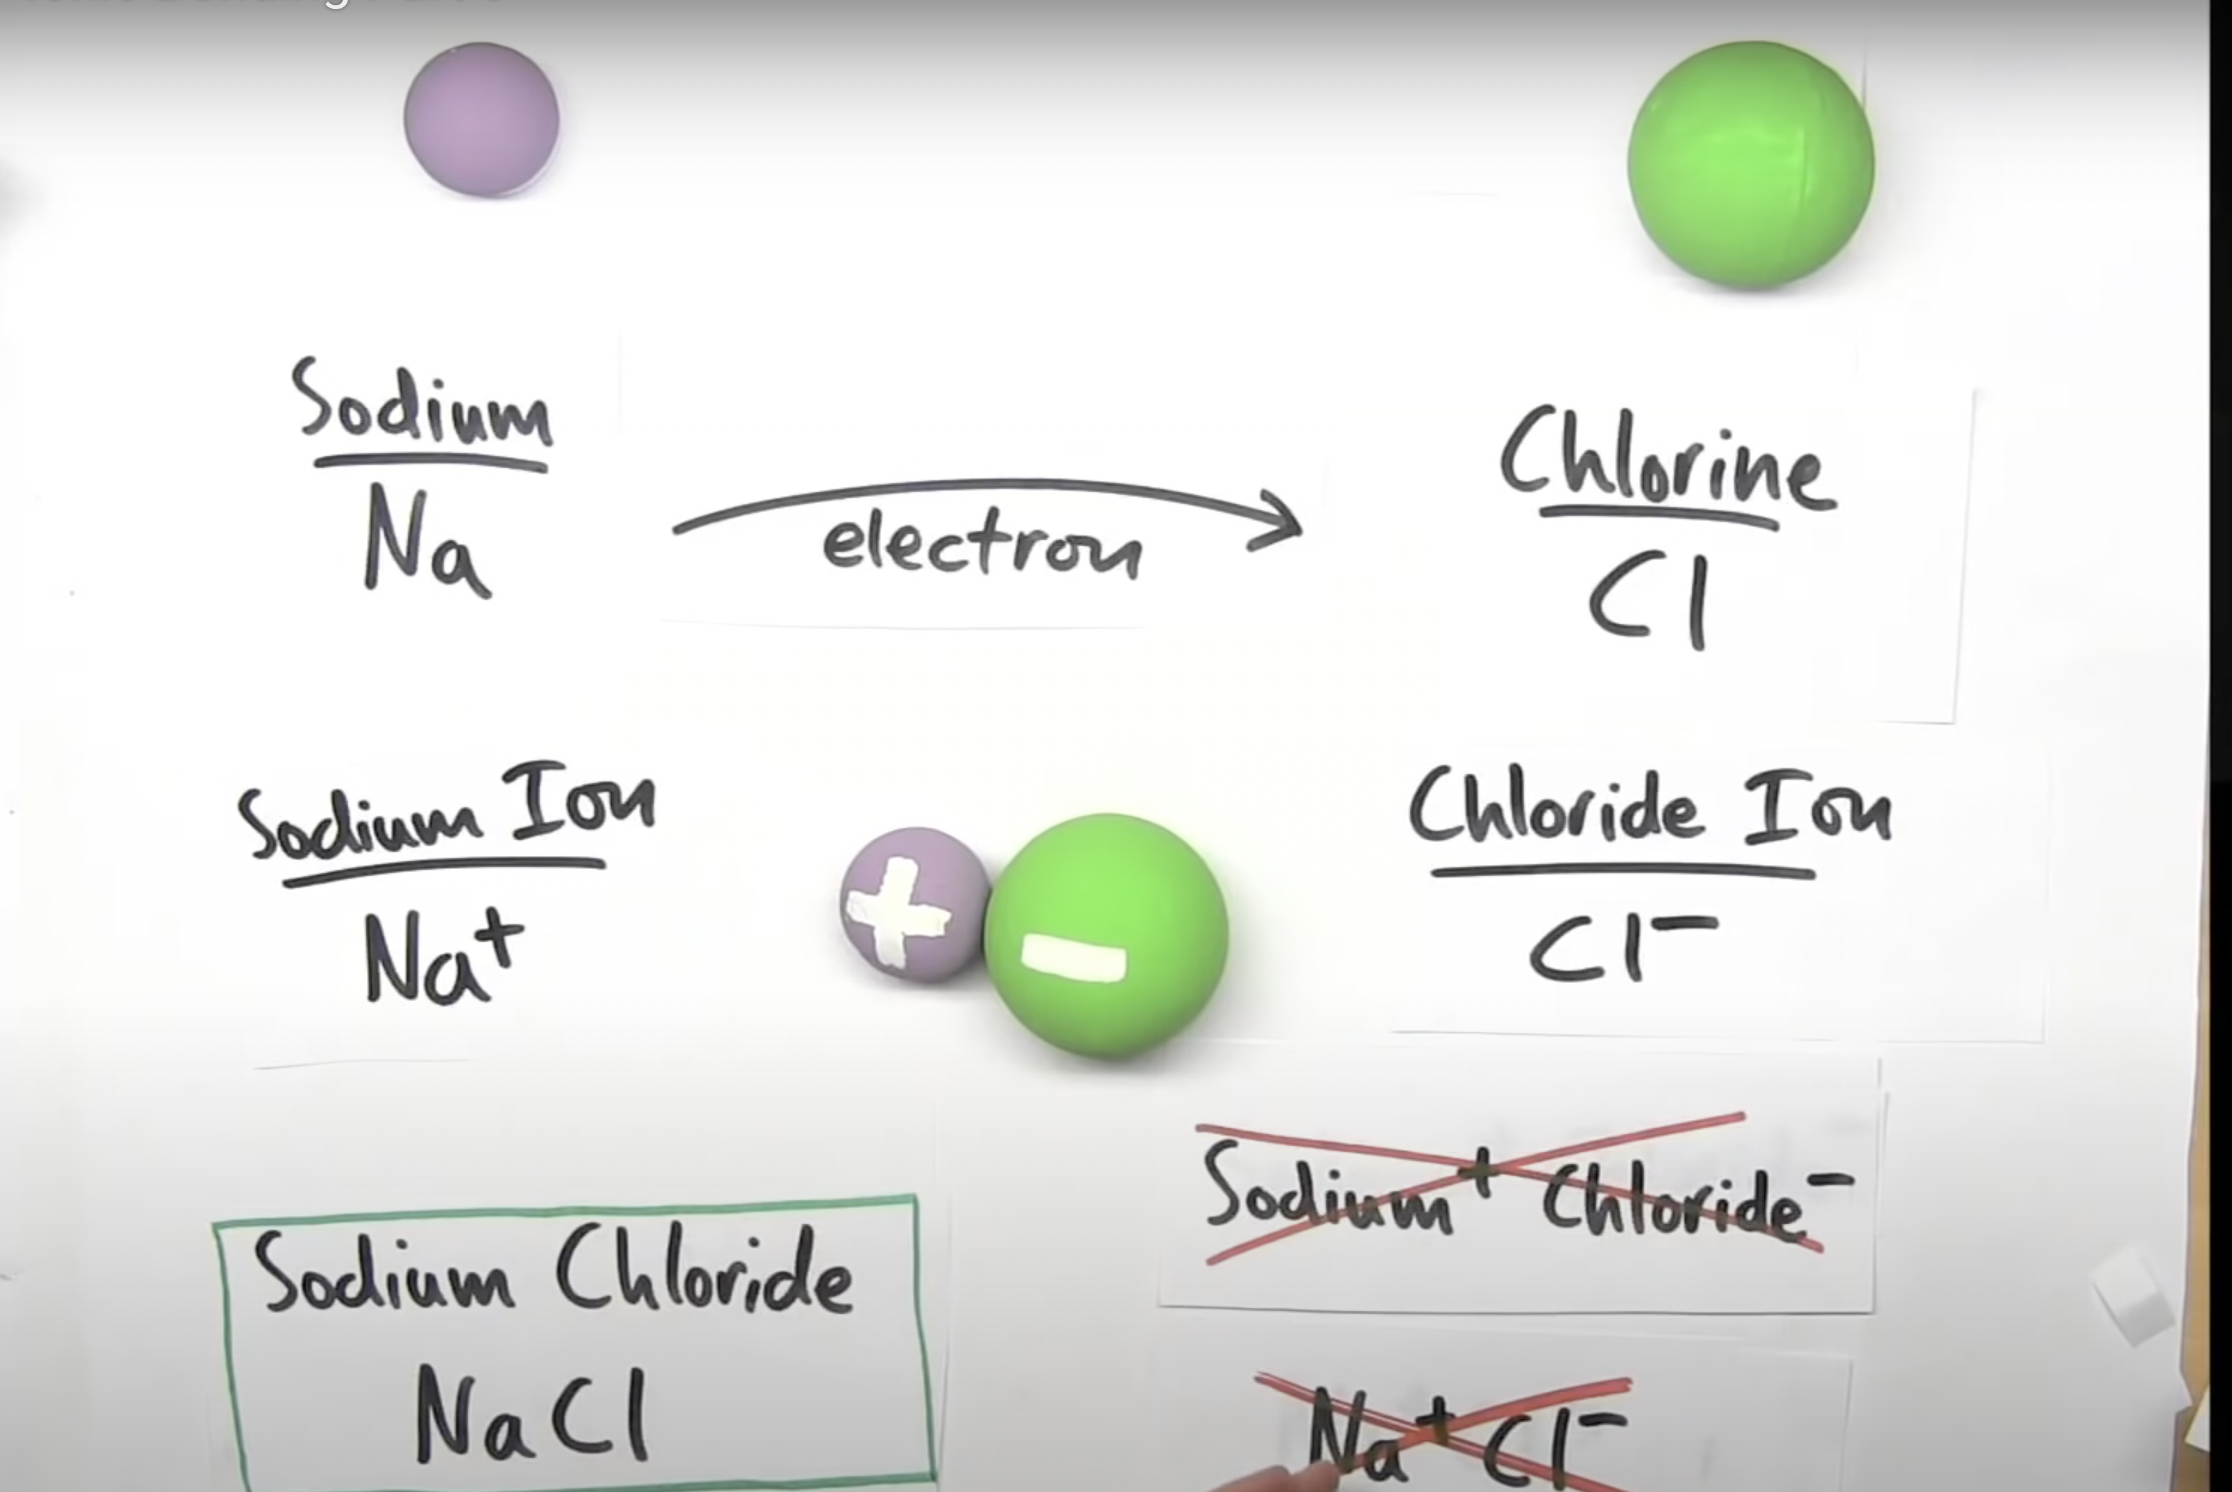 Sodium
Na
electron
Chlorine
Cl
Sodium Ion
Na⁺
+
−
Chloride Ion
Cl⁻
Sodium Chloride
NaCl
Sodium⁺ Chloride⁻
Na⁺Cl⁻